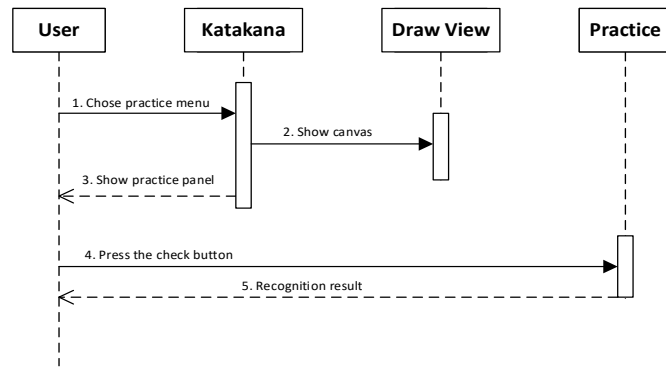 User
Katakana
Draw View
Practice
1. Chose practice menu
2. Show canvas
3. Show practice panel
4. Press the check button
5. Recognition result